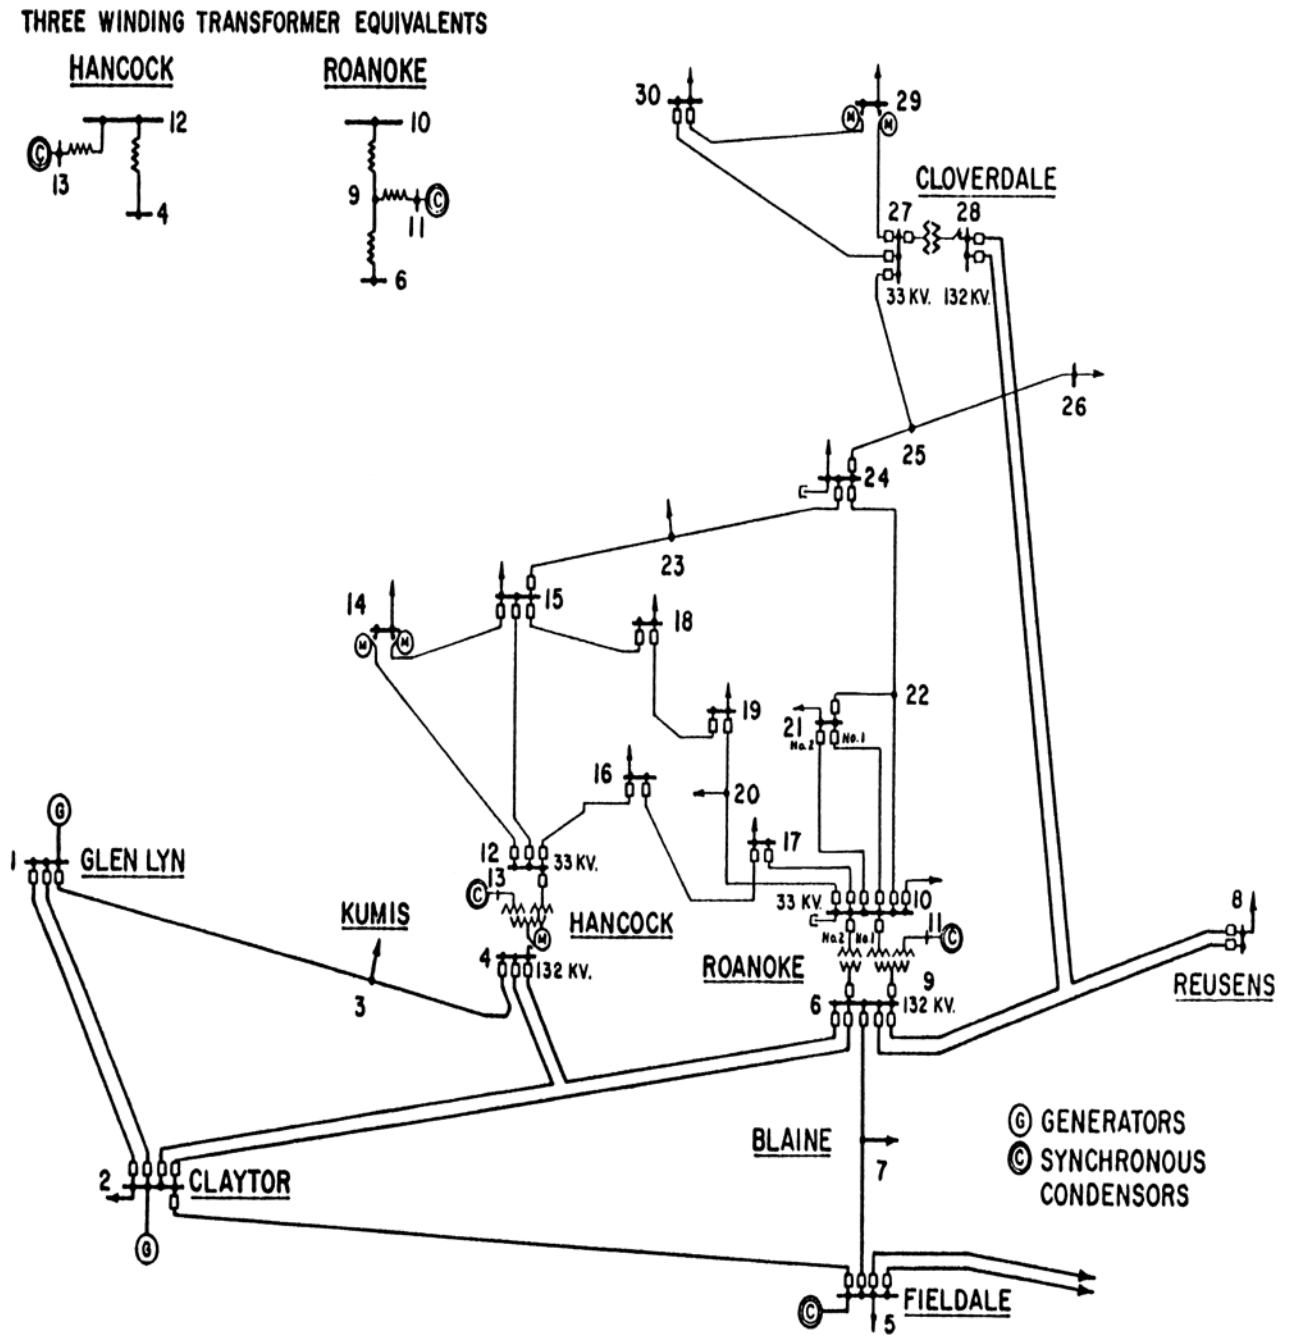 THREE WINDING TRANSFORMER EQUIVALENTS
HANCOCK
ROANOKE
12
C
13
4
10
9
C
11
6
30
29
M
M
CLOVERDALE
27
28
33 KV.
132 KV.
26
25
24
23
15
14
M
M
18
19
22
21
No. 2
No. 1
16
20
17
G
1
GLEN LYN
12
33 KV.
13
C
KUMIS
HANCOCK
M
4
132 KV.
3
33 KV.
10
No. 2
No. 1
11
C
ROANOKE
9
6
132 KV.
8
REUSENS
BLAINE
7
G GENERATORS
C SYNCHRONOUS
CONDENSORS
2
CLAYTOR
G
C
FIELDALE
5